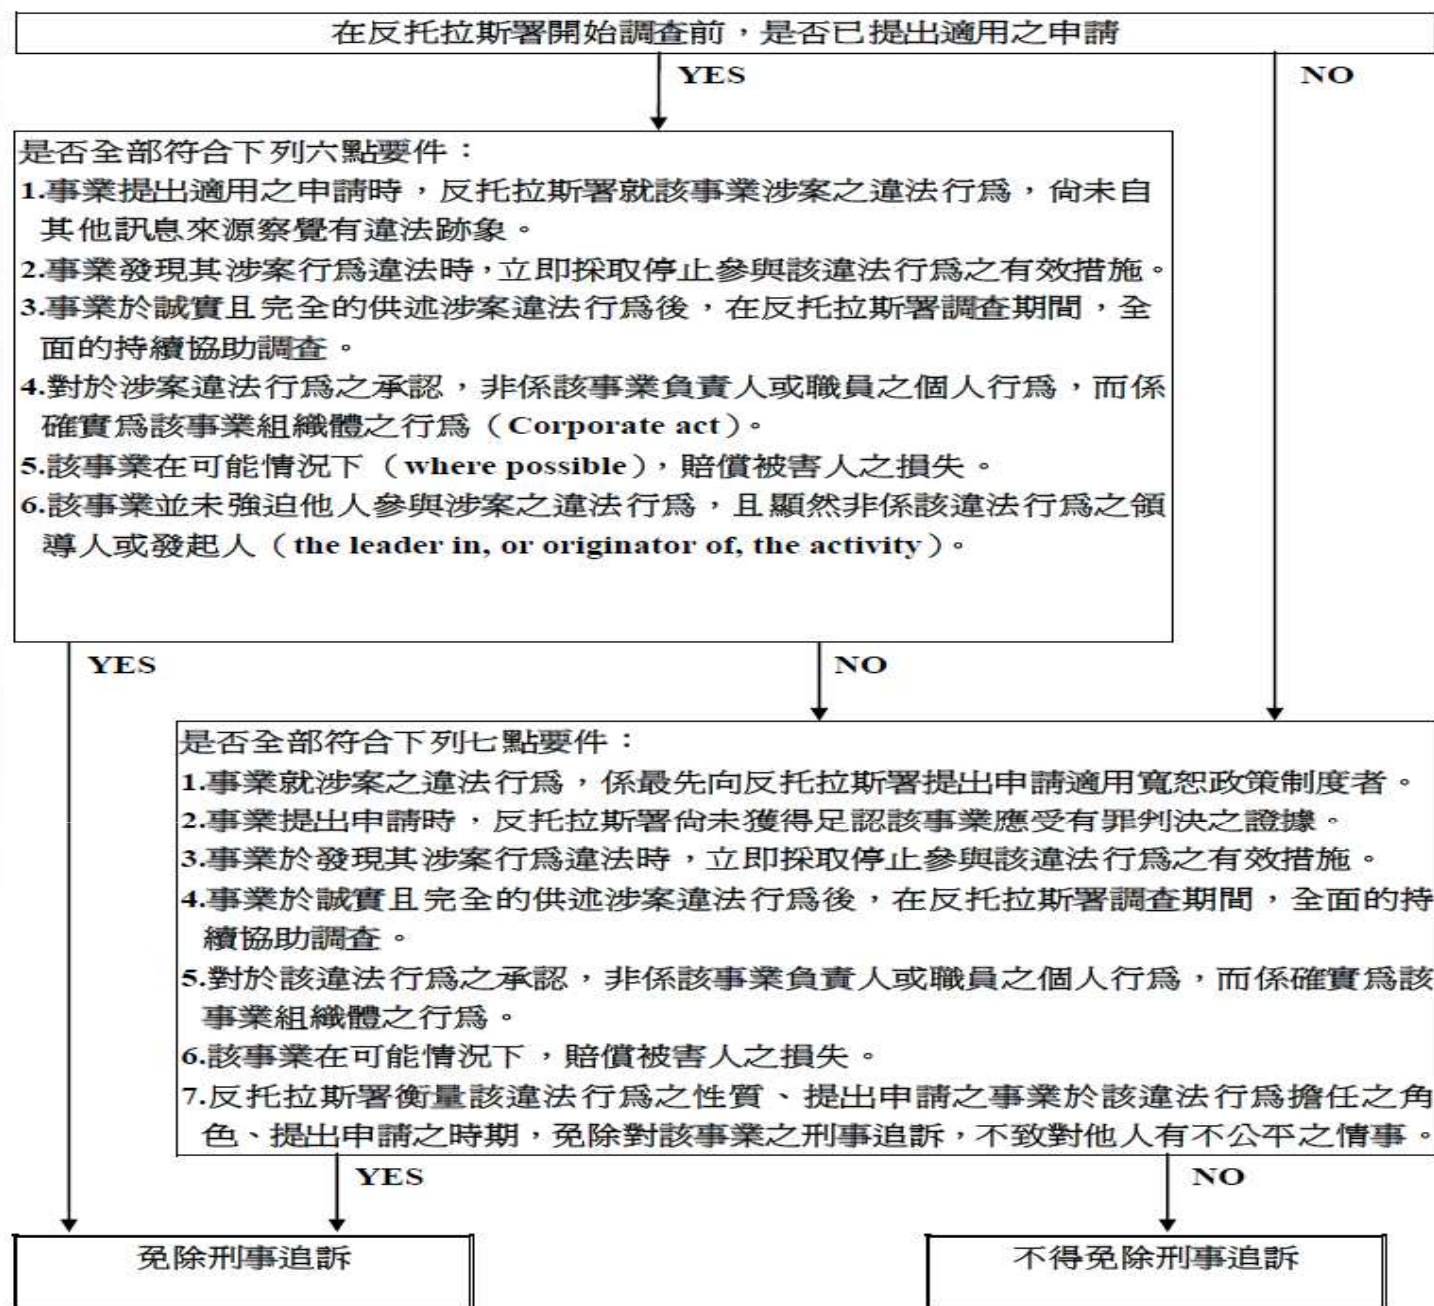 在反托拉斯署開始調查前，是否已提出適用之申請
YES
NO
是否全部符合下列六點要件：
1.事業提出適用之申請時，反托拉斯署就該事業涉案之違法行為，尚未自
其他訊息來源察覺有違法跡象。
2.事業發現其涉案行為違法時，立即採取停止參與該違法行為之有效措施。
3.事業於誠實且完全的供述涉案違法行為後，在反托拉斯署調查期間，全
面的持續協助調查。
4.對於涉案違法行為之承認，非係該事業負責人或職員之個人行為，而係
確實為該事業組織體之行為（Corporate act）。
5.該事業在可能情況下（where possible），賠償被害人之損失。
6.該事業並未強迫他人參與涉案之違法行為，且顯然非係該違法行為之領
導人或發起人（the leader in, or originator of, the activity）。
YES
NO
是否全部符合下列七點要件：
1.事業就涉案之違法行為，係最先向反托拉斯署提出申請適用寬恕政策制度者。
2.事業提出申請時，反托拉斯署尚未獲得足認該事業應受有罪判決之證據。
3.事業於發現其涉案行為違法時，立即採取停止參與該違法行為之有效措施。
4.事業於誠實且完全的供述涉案違法行為後，在反托拉斯署調查期間，全面的持
續協助調查。
5.對於該違法行為之承認，非係該事業負責人或職員之個人行為，而係確實為該
事業組織體之行為。
6.該事業在可能情況下，賠償被害人之損失。
7.反托拉斯署衡量該違法行為之性質、提出申請之事業於該違法行為擔任之角
色、提出申請之時期，免除對該事業之刑事追訴，不致對他人有不公平之情事。
YES
NO
免除刑事追訴
不得免除刑事追訴